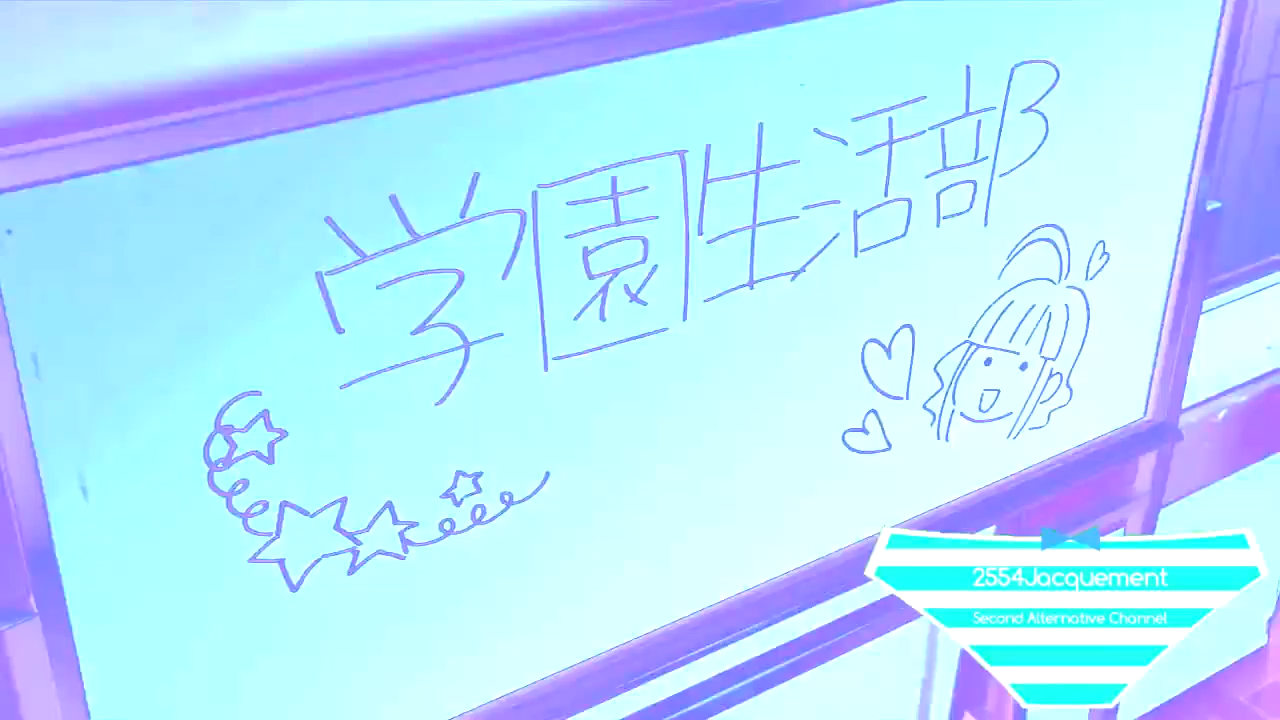 学園生活部
2554Jacquement
Second Alternative Channel